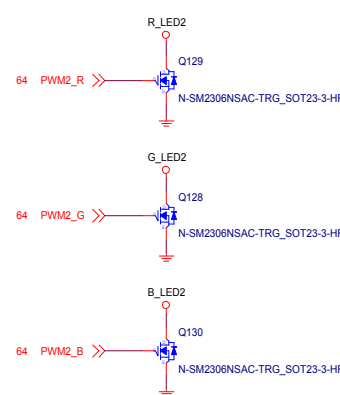 R_LED2
Q129
64 PWM2_R
N-SM2306NSAC-TRG_SOT23-3-HF
G_LED2
Q128
64 PWM2_G
N-SM2306NSAC-TRG_SOT23-3-HF
B_LED2
Q130
64 PWM2_B
N-SM2306NSAC-TRG_SOT23-3-HF